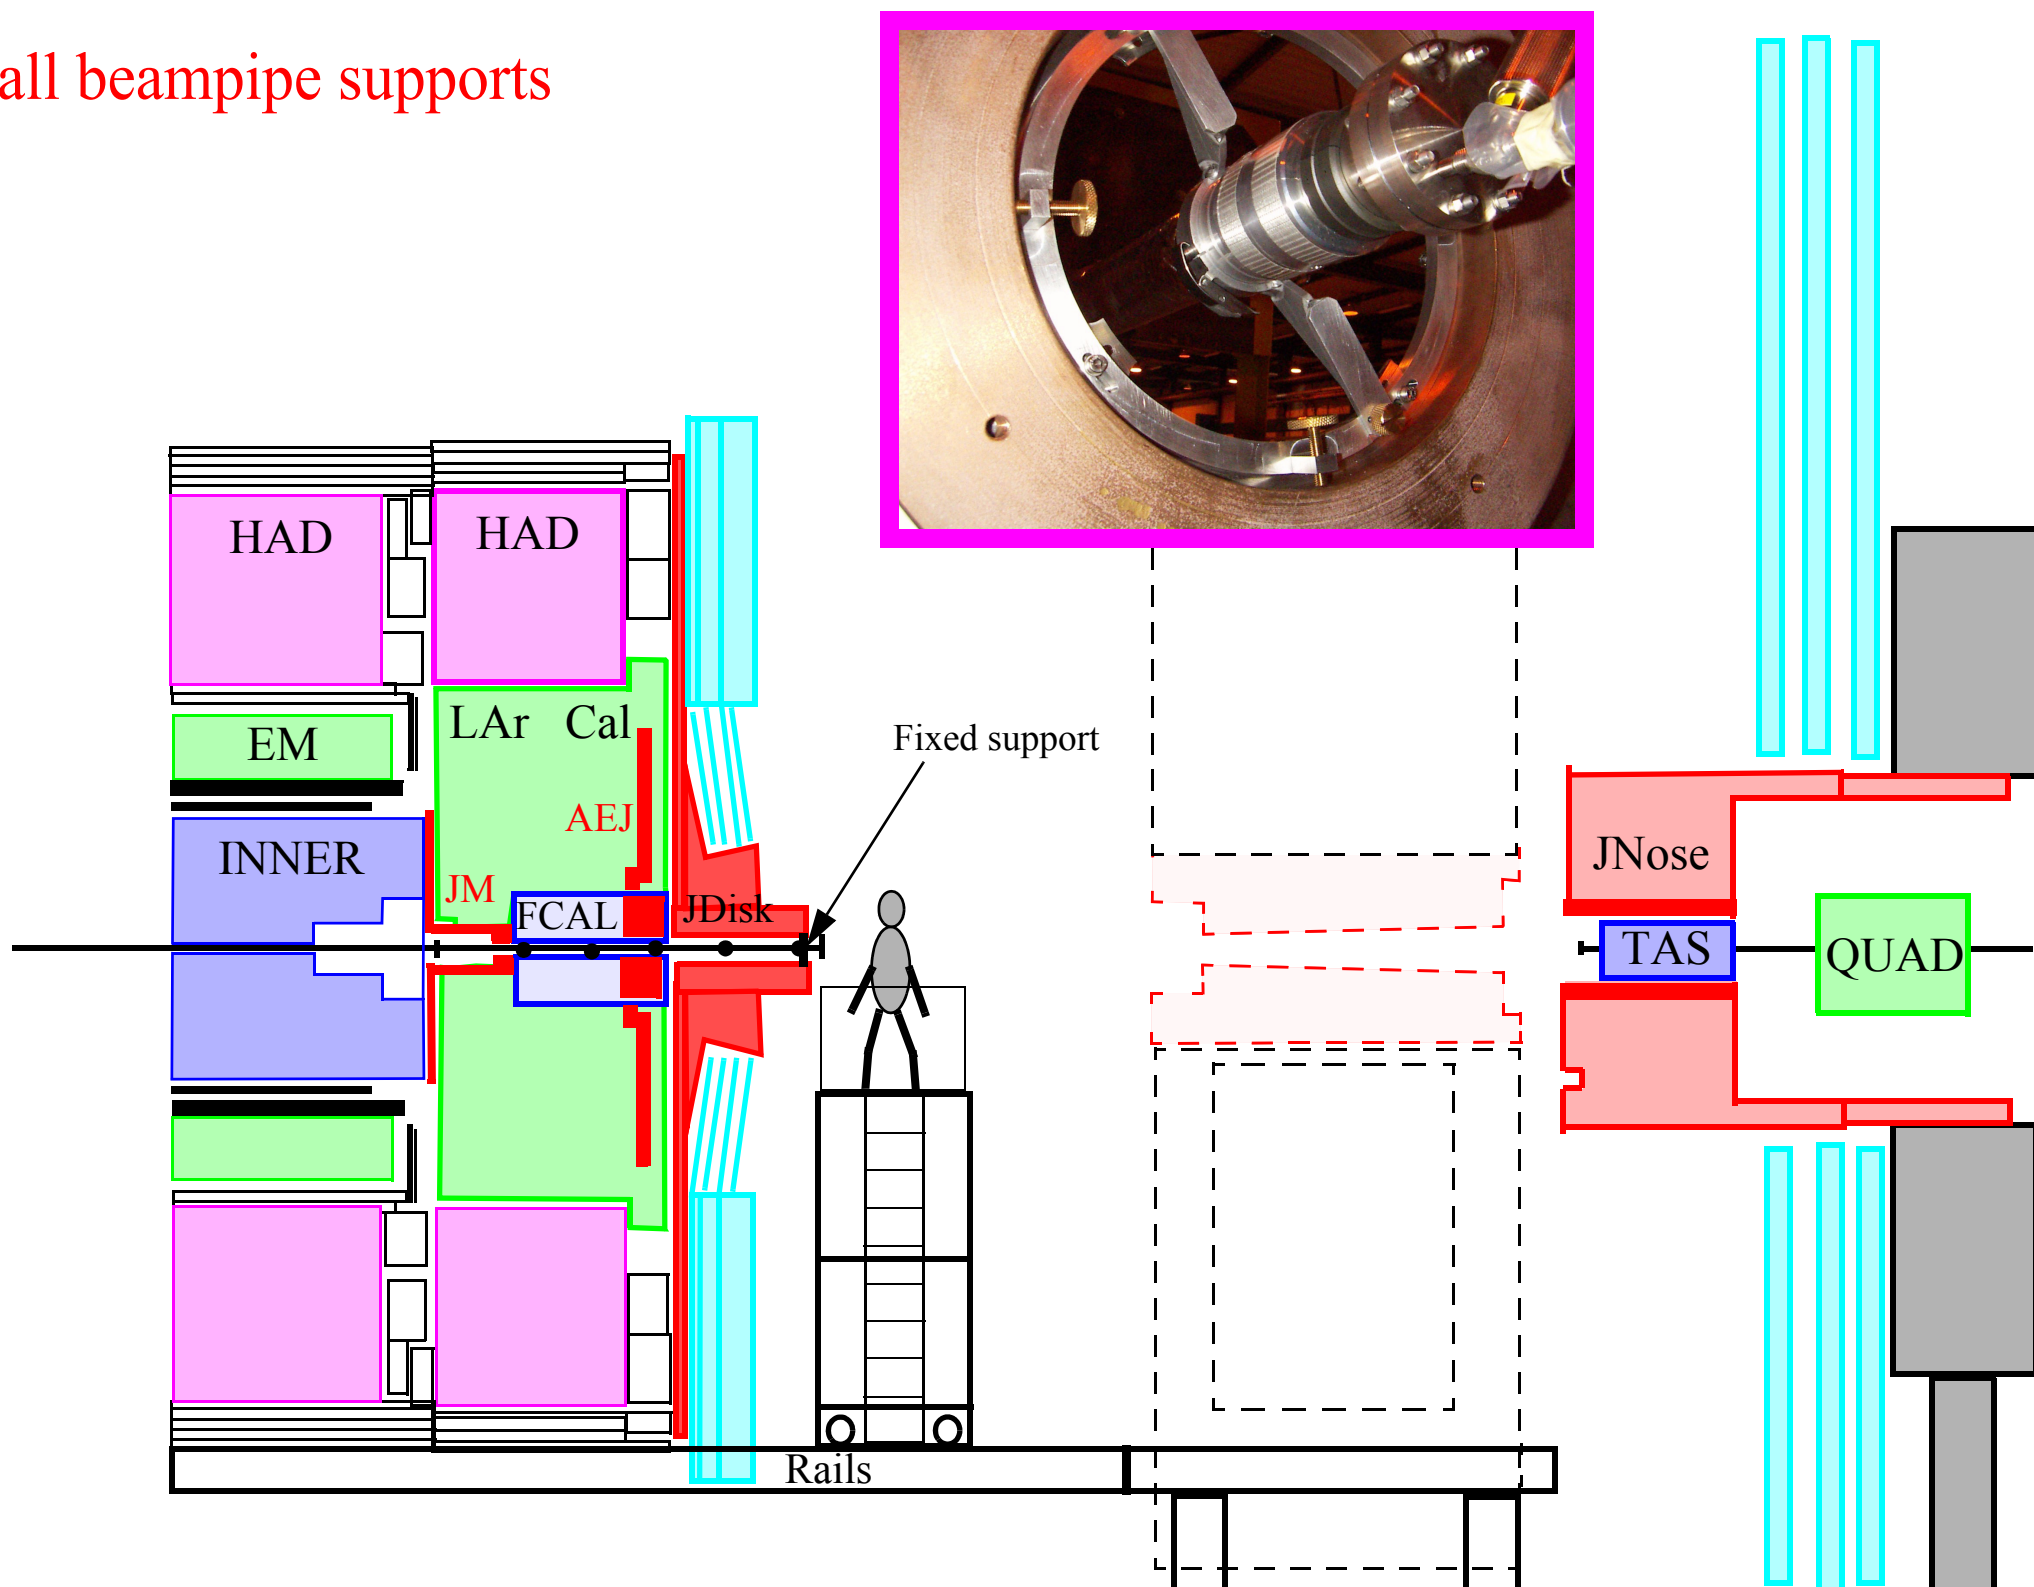 all beampipe supports
HAD
HAD
LAr Cal
EM
Fixed support
AEJ
INNER
JNose
JM
FCAL
JDisk
TAS
QUAD
Rails